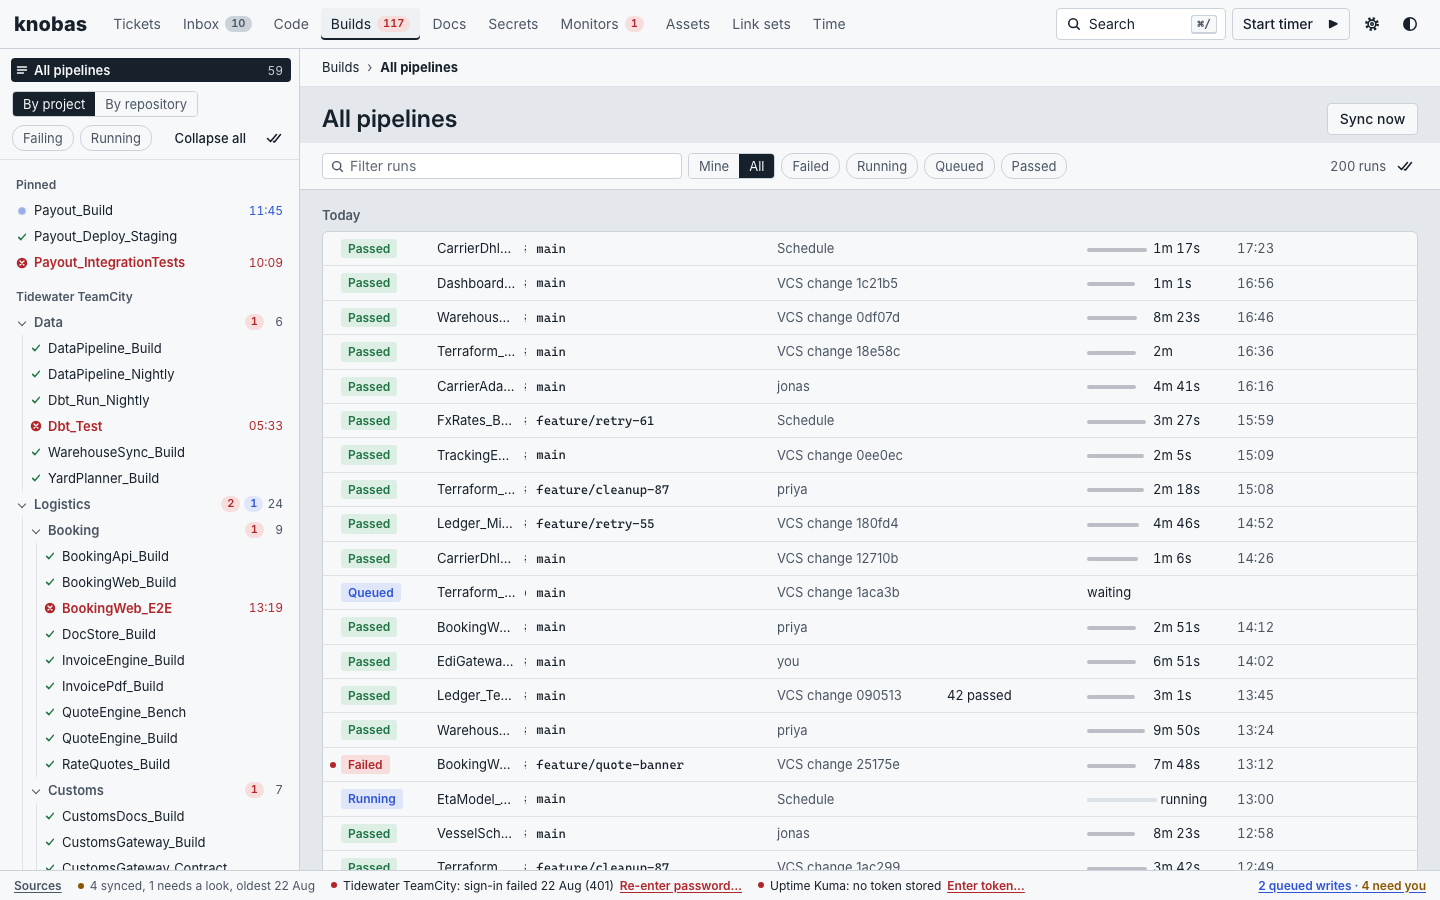 knobas Tickets Inbox 10 Code Builds 117 Docs Secrets Monitors 1 Assets Link sets Time Search ⌘/ Start timer
All pipelines 59
By project By repository
Failing Running Collapse all
Pinned
Payout_Build 11:45
Payout_Deploy_Staging
Payout_IntegrationTests 10:09
Tidewater TeamCity
Data 1 6
DataPipeline_Build
DataPipeline_Nightly
Dbt_Run_Nightly
Dbt_Test 05:33
WarehouseSync_Build
YardPlanner_Build
Logistics 2 1 24
Booking 1 9
BookingApi_Build
BookingWeb_Build
BookingWeb_E2E 13:19
DocStore_Build
InvoiceEngine_Build
InvoicePdf_Build
QuoteEngine_Bench
QuoteEngine_Build
RateQuotes_Build
Customs 1 7
CustomsDocs_Build
CustomsGateway_Build
CustomsGateway_Contract
Builds › All pipelines
All pipelines Sync now
Filter runs Mine All Failed Running Queued Passed 200 runs
Today
Passed CarrierDhl... main Schedule 1m 17s 17:23
Passed Dashboard... main VCS change 1c21b5 1m 1s 16:56
Passed Warehous... main VCS change 0df07d 8m 23s 16:46
Passed Terraform_... main VCS change 18e58c 2m 16:36
Passed CarrierAda... main jonas 4m 41s 16:16
Passed FxRates_B... feature/retry-61 Schedule 3m 27s 15:59
Passed TrackingE... main VCS change 0ee0ec 2m 5s 15:09
Passed Terraform_... feature/cleanup-87 priya 2m 18s 15:08
Passed Ledger_Mi... feature/retry-55 VCS change 180fd4 4m 46s 14:52
Passed CarrierDhl... main VCS change 12710b 1m 6s 14:26
Queued Terraform_... main VCS change 1aca3b waiting
Passed BookingW... main priya 2m 51s 14:12
Passed EdiGatewa... main you 6m 51s 14:02
Passed Ledger_Te... main VCS change 090513 42 passed 3m 1s 13:45
Passed Warehous... main priya 9m 50s 13:24
Failed BookingW... feature/quote-banner VCS change 25175e 7m 48s 13:12
Running EtaModel_... main Schedule running 13:00
Passed VesselSch... main jonas 8m 23s 12:58
Passed Terraform_... feature/cleanup-87 VCS change 1ac299 3m 42s 12:49
Sources 4 synced, 1 needs a look, oldest 22 Aug Tidewater TeamCity: sign-in failed 22 Aug (401) Re-enter password... Uptime Kuma: no token stored Enter token... 2 queued writes · 4 need you